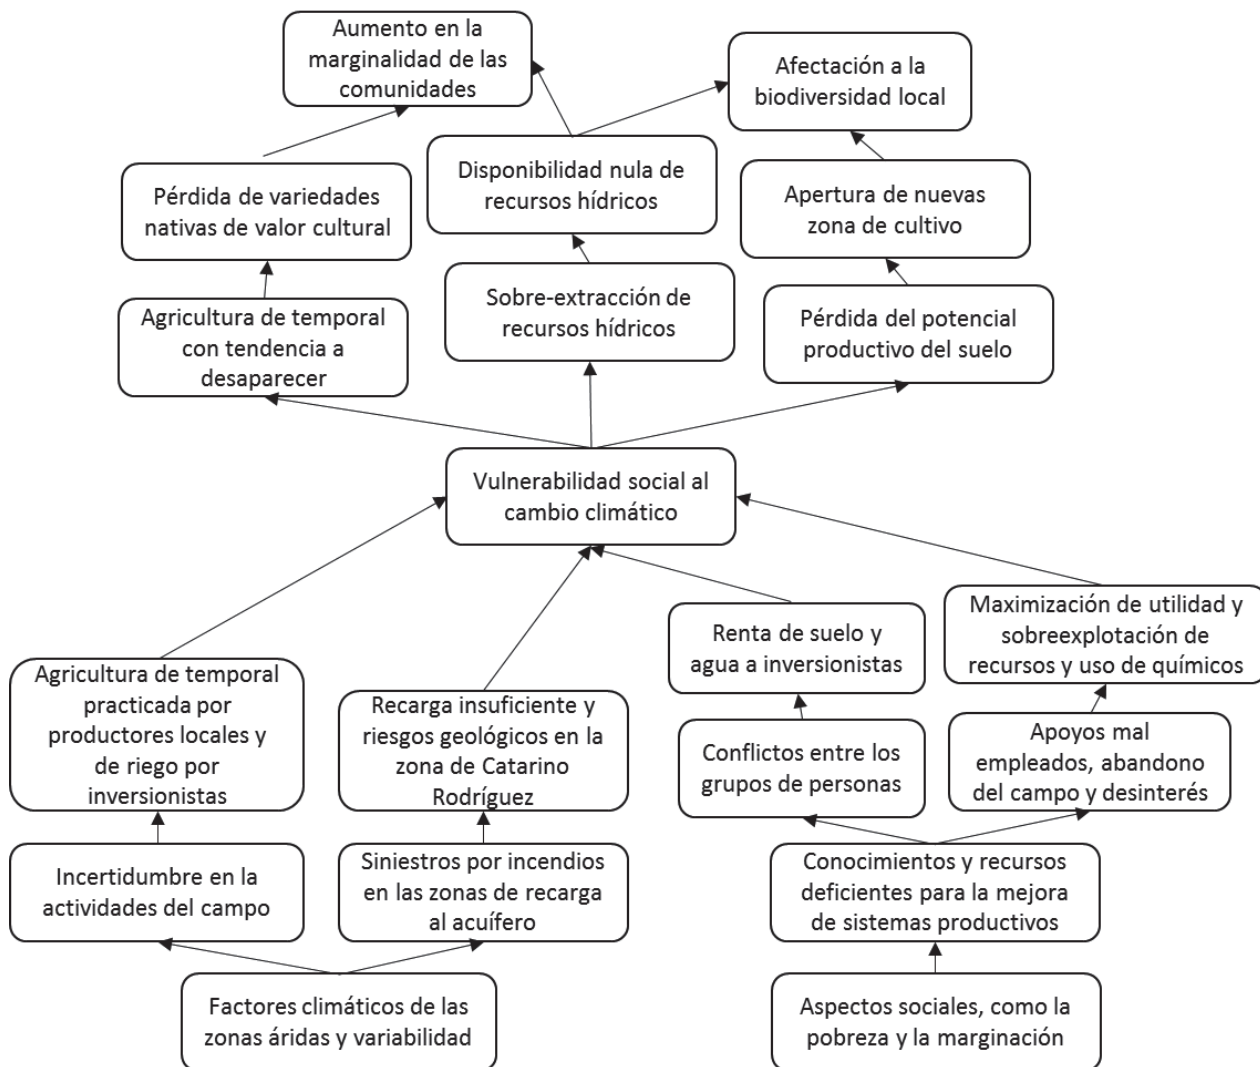 Aumento en la
marginalidad de las
comunidades
Afectación a la
biodiversidad local
Pérdida de variedades
nativas de valor cultural
Disponibilidad nula de
recursos hídricos
Apertura de nuevas
zona de cultivo
Agricultura de temporal
con tendencia a
desaparecer
Sobre-extracción de
recursos hídricos
Pérdida del potencial
productivo del suelo
Vulnerabilidad social al
cambio climático
Agricultura de temporal
practicada por
productores locales y
de riego por
inversionistas
Recarga insuficiente y
riesgos geológicos en la
zona de Catarino
Rodríguez
Renta de suelo y
agua a inversionistas
Maximización de utilidad y
sobreexplotación de
recursos y uso de químicos
Conflictos entre los
grupos de personas
Apoyos mal
empleados, abandono
del campo y desinterés
Incertidumbre en la
actividades del campo
Siniestros por incendios
en las zonas de recarga
al acuífero
Conocimientos y recursos
deficientes para la mejora
de sistemas productivos
Factores climáticos de las
zonas áridas y variabilidad
Aspectos sociales, como la
pobreza y la marginación